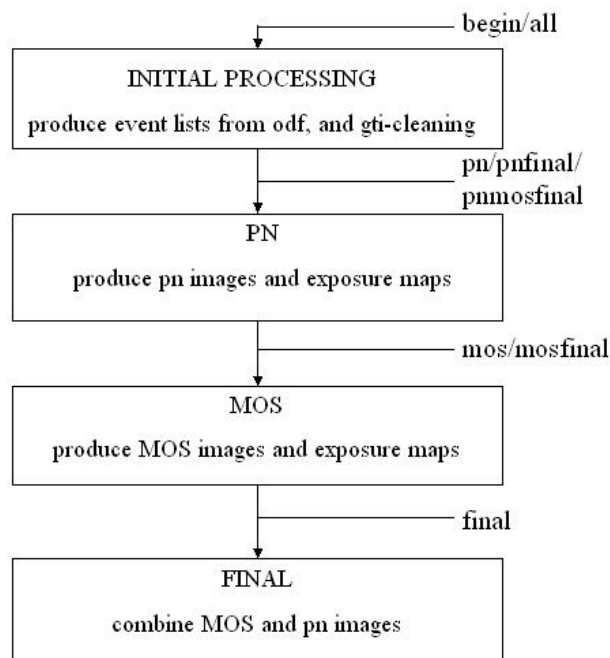 begin/all
INITIAL PROCESSING
produce event lists from odf, and gti-cleaning
pn/pnfinal/
pnmosfinal
PN
produce pn images and exposure maps
mos/mosfinal
MOS
produce MOS images and exposure maps
final
FINAL
combine MOS and pn images